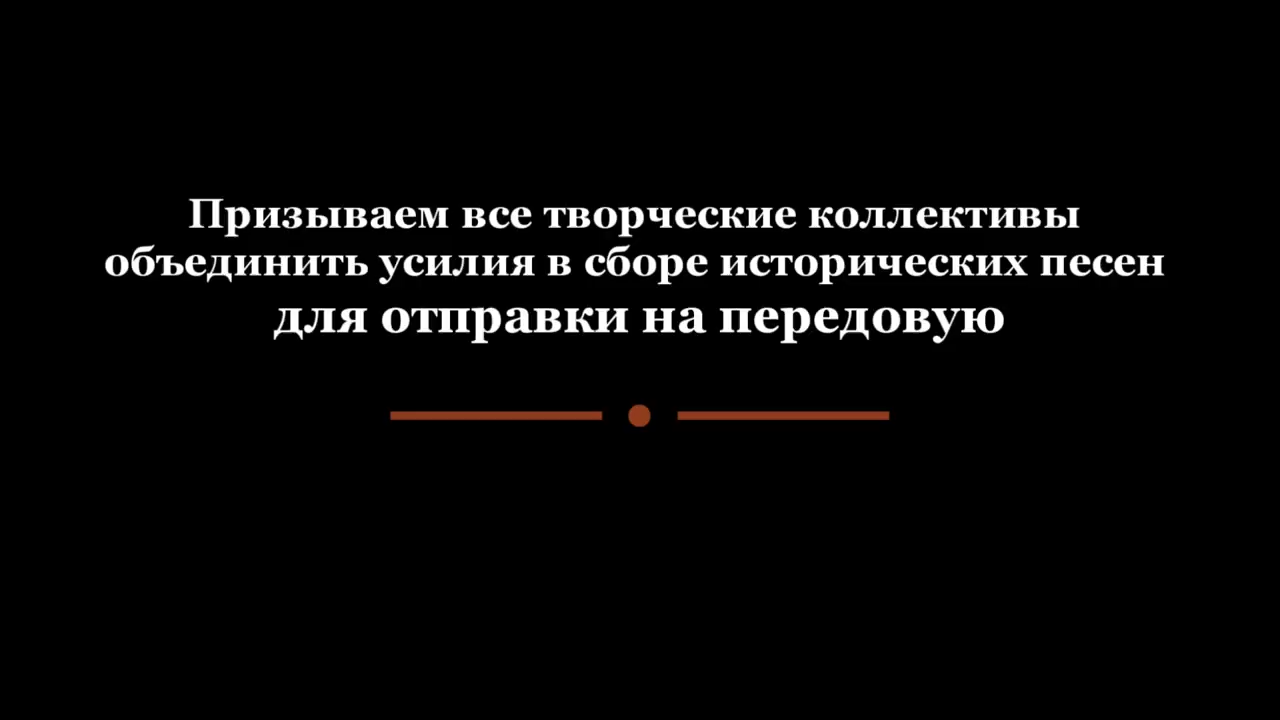 Призываем все творческие коллективы
объединить усилия в сборе исторических песен
для отправки на передовую